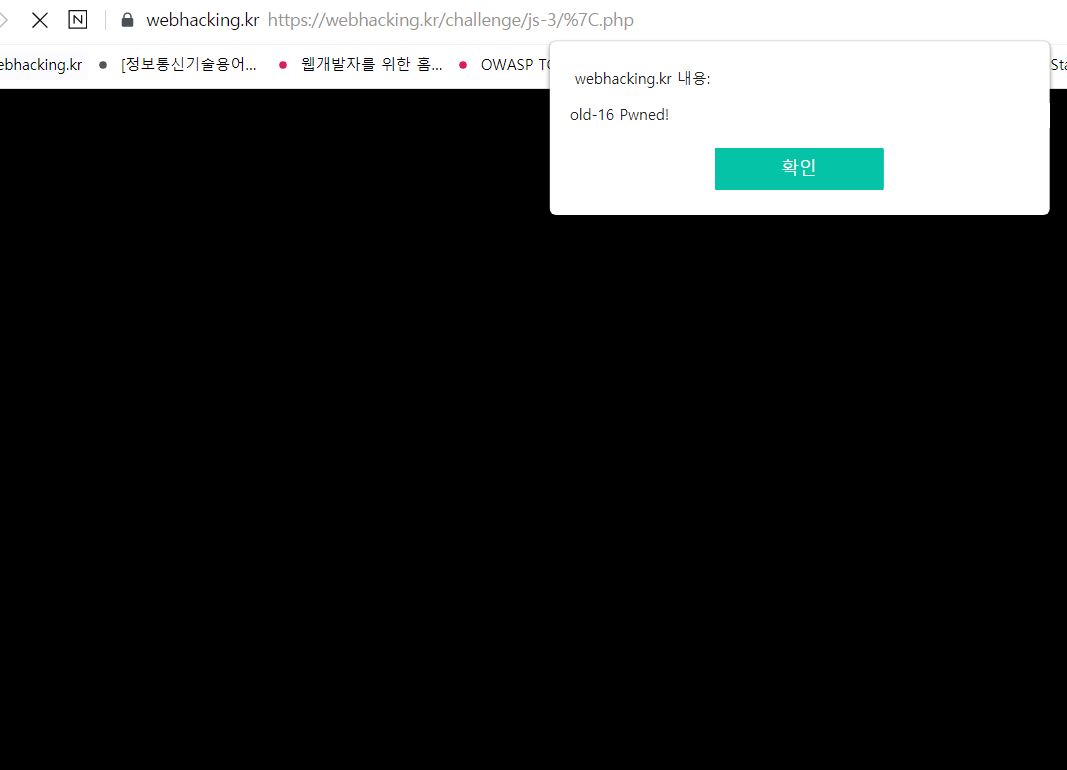 N webhacking.kr https://webhacking.kr/challenge/js-3/%7C.php
ebhacking.kr [정보통신기술용어... 웹개발자를 위한 홈... OWASP TO Sta
webhacking.kr 내용:
old-16 Pwned!
확인